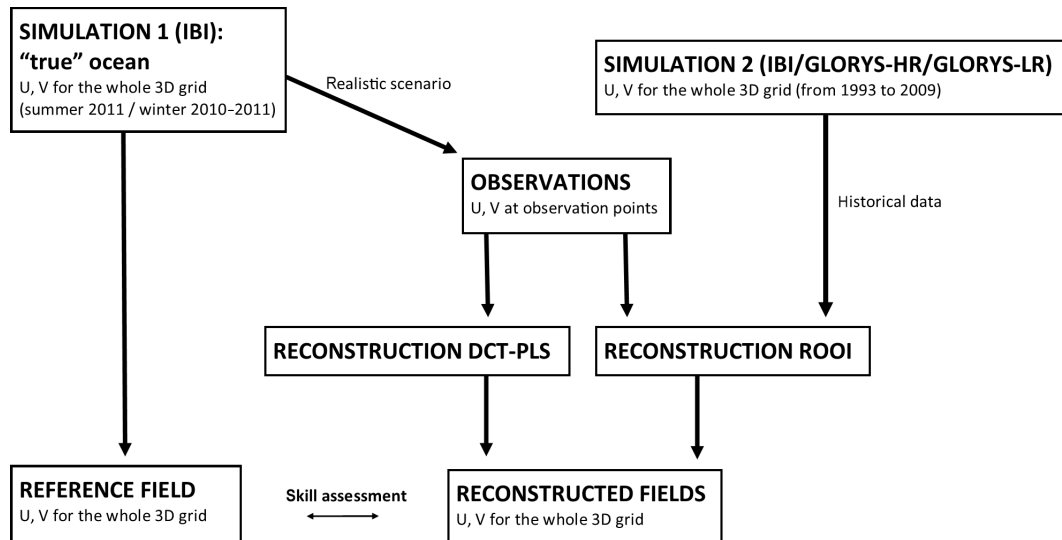 SIMULATION 1 (IBI):
“true” ocean
U, V for the whole 3D grid
(summer 2011 / winter 2010–2011)
Realistic scenario
SIMULATION 2 (IBI/GLORYS-HR/GLORYS-LR)
U, V for the whole 3D grid (from 1993 to 2009)
OBSERVATIONS
U, V at observation points
Historical data
RECONSTRUCTION DCT-PLS
RECONSTRUCTION ROOI
REFERENCE FIELD
U, V for the whole 3D grid
Skill assessment
RECONSTRUCTED FIELDS
U, V for the whole 3D grid